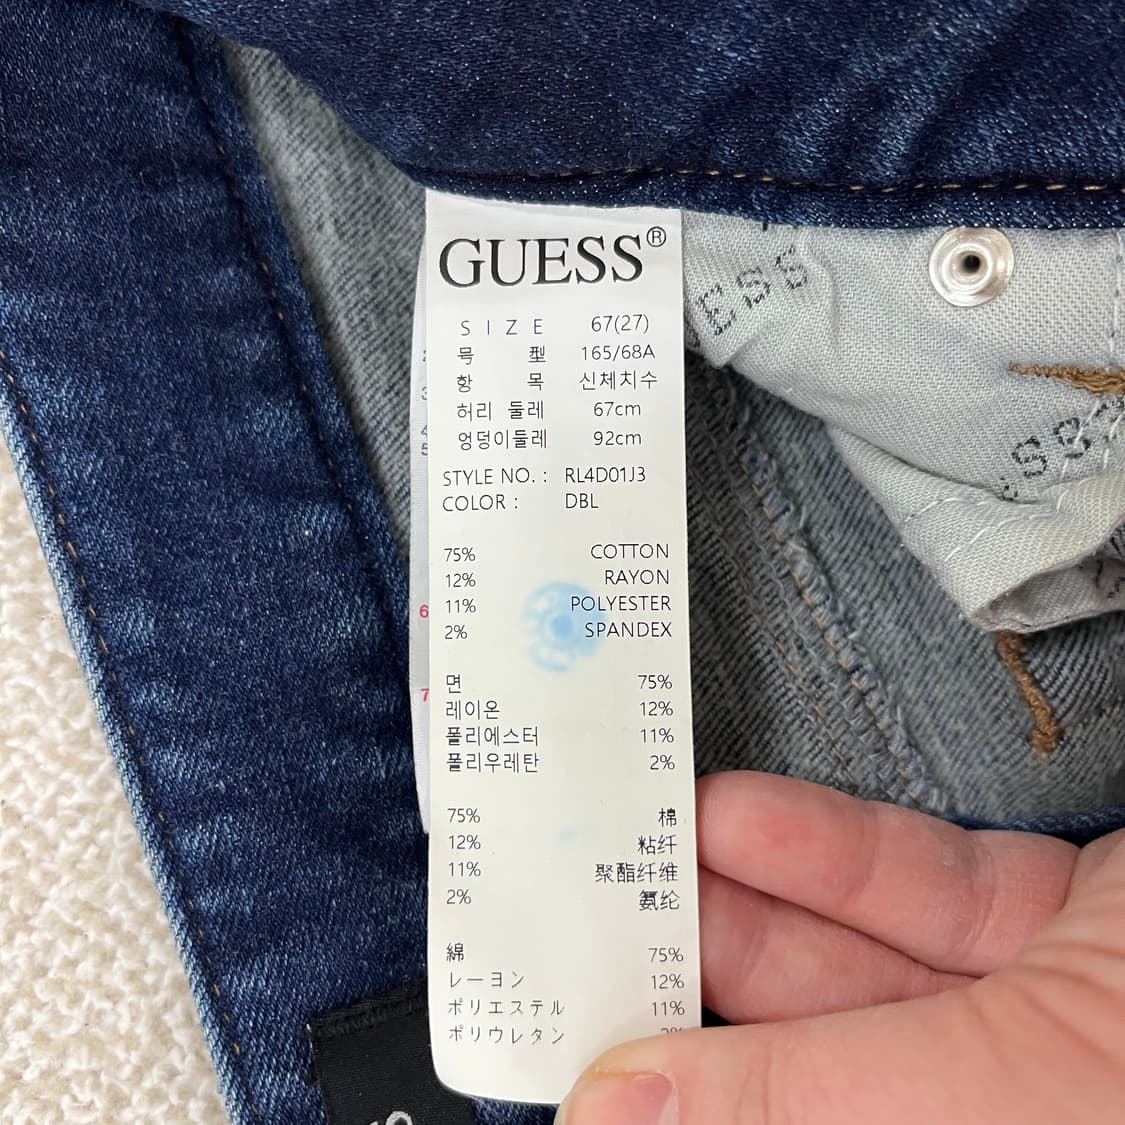 GUESS®
SIZE 67(27)
号型 165/68A
항목 신체치수
허리 둘레 67cm
엉덩이둘레 92cm
STYLE NO. : RL4D01J3
COLOR : DBL
75% COTTON
12% RAYON
11% POLYESTER
2% SPANDEX
면 75%
레이온 12%
폴리에스터 11%
폴리우레탄 2%
75% 棉
12% 粘纤
11% 聚酯纤维
2% 氨纶
綿 75%
レーヨン 12%
ポリエステル 11%
ポリウレタン
6
7